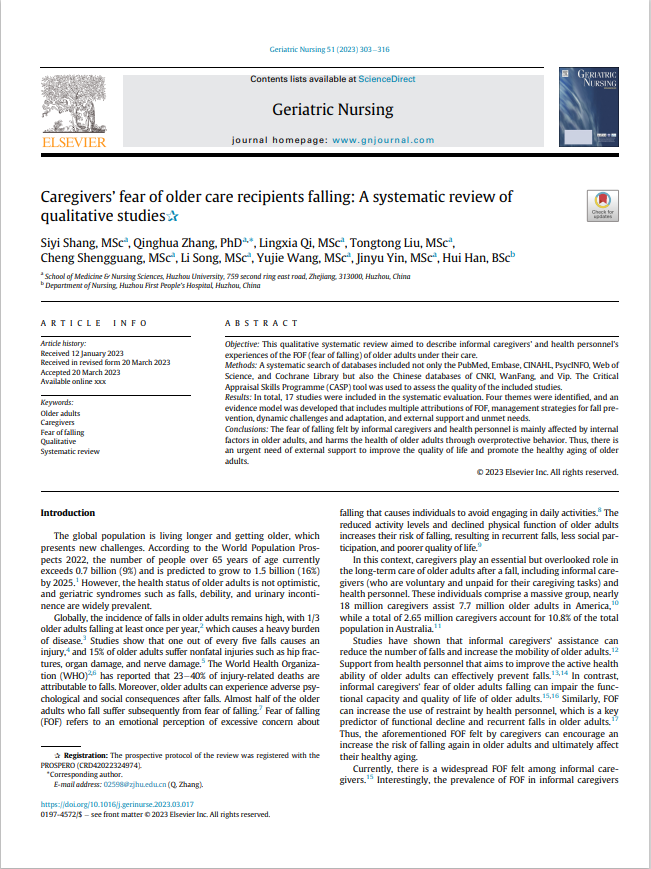 Geriatric Nursing 51 (2023) 303–316
Contents lists available at ScienceDirect
Geriatric Nursing
journal homepage: www.gnjournal.com
ELSEVIER
GERIATRIC
NURSING
Caregivers' fear of older care recipients falling: A systematic review of
qualitative studies☆
Check for
updates
Siyi Shang, MScᵃ, Qinghua Zhang, PhDᵃ,*, Lingxia Qi, MScᵃ, Tongtong Liu, MScᵃ,
Cheng Shengguang, MScᵃ, Li Song, MScᵃ, Yujie Wang, MScᵃ, Jinyu Yin, MScᵃ, Hui Han, BScᵇ
ᵃ School of Medicine & Nursing Sciences, Huzhou University, 759 second ring east road, Zhejiang, 313000, Huzhou, China
ᵇ Department of Nursing, Huzhou First People's Hospital, Huzhou, China
ARTICLE INFO
Article history:
Received 12 January 2023
Received in revised form 20 March 2023
Accepted 20 March 2023
Available online xxx
Keywords:
Older adults
Caregivers
Fear of falling
Qualitative
Systematic review
ABSTRACT
Objective: This qualitative systematic review aimed to describe informal caregivers' and health personnel's
experiences of the FOF (fear of falling) of older adults under their care.
Methods: A systematic search of databases included not only the PubMed, Embase, CINAHL, PsycINFO, Web of
Science, and Cochrane Library but also the Chinese databases of CNKI, WanFang, and Vip. The Critical
Appraisal Skills Programme (CASP) tool was used to assess the quality of the included studies.
Results: In total, 17 studies were included in the systematic evaluation. Four themes were identified, and an
evidence model was developed that includes multiple attributes of FOF, management strategies for fall pre-
vention, dynamic challenges and adaptation, and external support and unmet needs.
Conclusions: The fear of falling felt by informal caregivers and health personnel is mainly affected by internal
factors in older adults, and harms the health of older adults through overprotective behavior. Thus, there is
an urgent need of external support to improve the quality of life and promote the healthy aging of older
adults.
© 2023 Elsevier Inc. All rights reserved.
Introduction
The global population is living longer and getting older, which
presents new challenges. According to the World Population Pros-
pects 2022, the number of people over 65 years of age currently
exceeds 0.7 billion (9%) and is predicted to grow to 1.5 billion (16%)
by 2025.¹ However, the health status of older adults is not optimistic,
and geriatric syndromes such as falls, debility, and urinary inconti-
nence are widely prevalent.
Globally, the incidence of falls in older adults remains high, with 1/3
older adults falling at least once per year,² which causes a heavy burden
of disease.³ Studies show that one out of every five falls causes an
injury,⁴ and 15% of older adults suffer nonfatal injuries such as hip frac-
tures, organ damage, and nerve damage.⁵ The World Health Organiza-
tion (WHO)²,⁶ has reported that 23–40% of injury-related deaths are
attributable to falls. Moreover, older adults can experience adverse psy-
chological and social consequences after falls. Almost half of the older
adults who fall suffer subsequently from fear of falling.⁷ Fear of falling
(FOF) refers to an emotional perception of excessive concern about
☆ Registration: The prospective protocol of the review was registered with the
PROSPERO (CRD42022324974).
*Corresponding author.
E-mail address: 02598@zjhu.edu.cn (Q. Zhang).
falling that causes individuals to avoid engaging in daily activities.⁸ The
reduced activity levels and declined physical function of older adults
increases their risk of falling, resulting in recurrent falls, less social par-
ticipation, and poorer quality of life.⁹
In this context, caregivers play an essential but overlooked role in
the long-term care of older adults after a fall, including informal care-
givers (who are voluntary and unpaid for their caregiving tasks) and
health personnel. These individuals comprise a massive group, nearly
18 million caregivers assist 7.7 million older adults in America,¹⁰
while a total of 2.65 million caregivers account for 10.8% of the total
population in Australia.¹¹
Studies have shown that informal caregivers' assistance can
reduce the number of falls and increase the mobility of older adults.¹²
Support from health personnel that aims to improve the active health
ability of older adults can effectively prevent falls.¹³,¹⁴ In contrast,
informal caregivers' fear of older adults falling can impair the func-
tional capacity and quality of life of older adults.¹⁵,¹⁶ Similarly, FOF
can increase the use of restraint by health personnel, which is a key
predictor of functional decline and recurrent falls in older adults.¹⁷
Thus, the aforementioned FOF felt by caregivers can encourage an
increase the risk of falling again in older adults and ultimately affect
their healthy aging.
Currently, there is a widespread FOF felt among informal care-
givers.¹⁵ Interestingly, the prevalence of FOF in informal caregivers
https://doi.org/10.1016/j.gerinurse.2023.03.017
0197-4572/$ – see front matter © 2023 Elsevier Inc. All rights reserved.